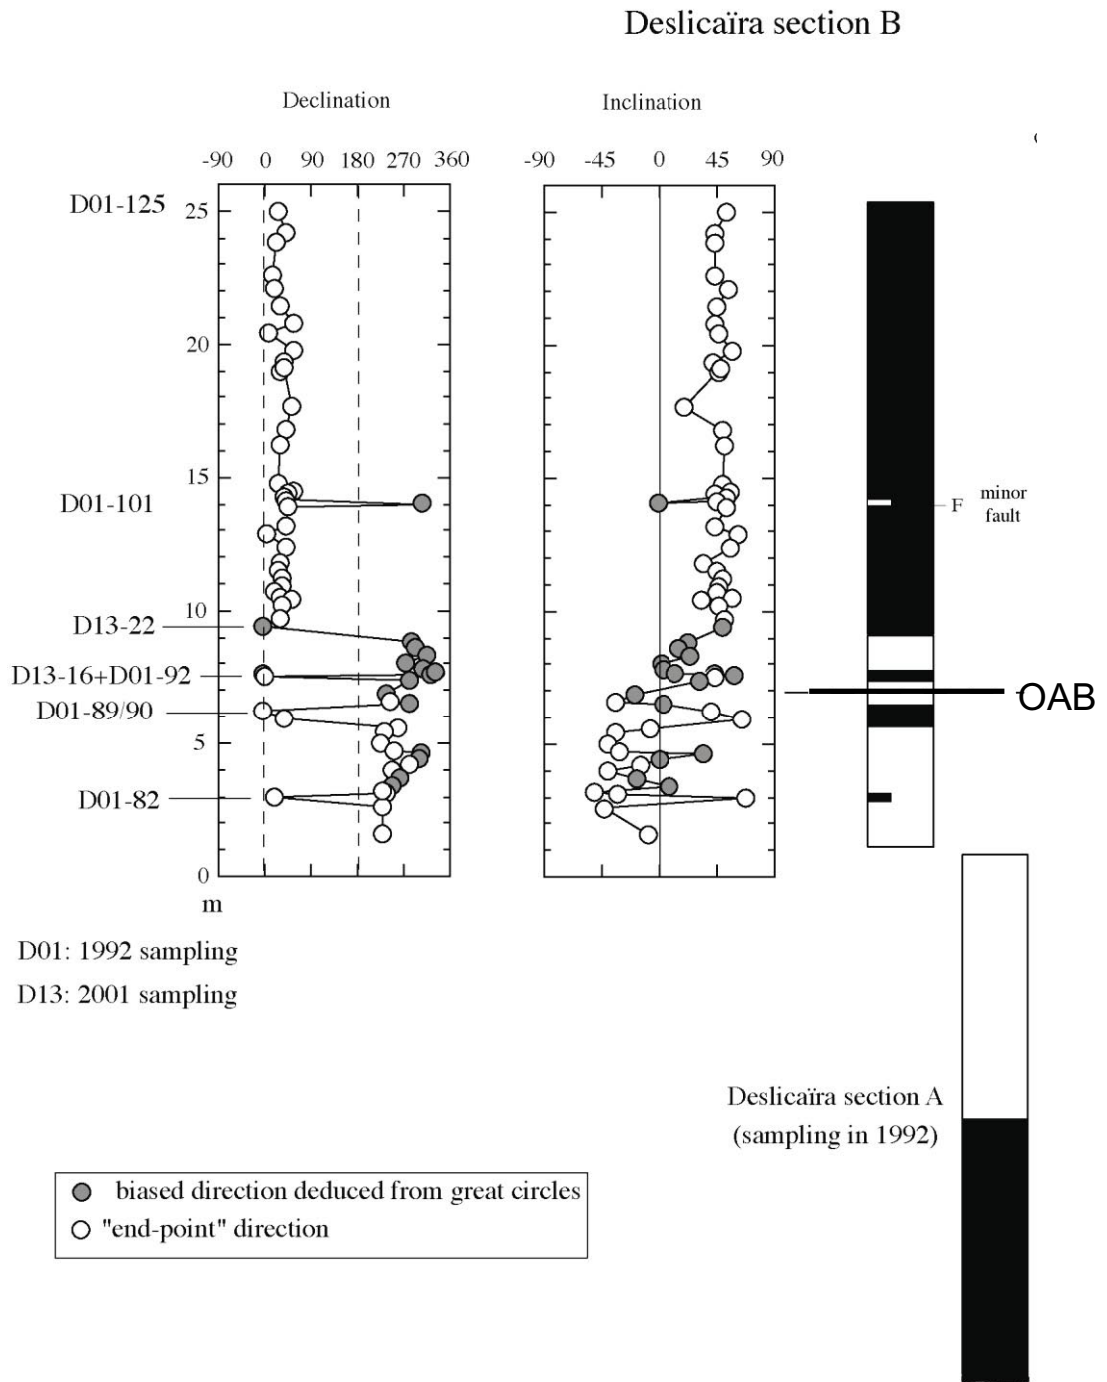 Deslicaïra section B
Declination
Inclination
-90 0 90 180 270 360
-90 -45 0 45 90
D01-125
25
20
15
D01-101
F minor
fault
10
D13-22
D13-16+D01-92
OAB
D01-89/90
5
D01-82
0
m
D01: 1992 sampling
D13: 2001 sampling
Deslicaïra section A
(sampling in 1992)
biased direction deduced from great circles
"end-point" direction